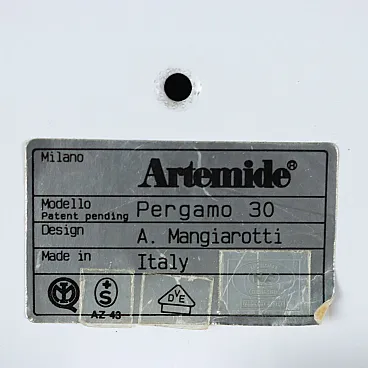 Milano
Artemide®
Modello
Patent pending
Pergamo 30
Design
A. Mangiarotti
Made in
Italy
+S
AZ 43
DVE